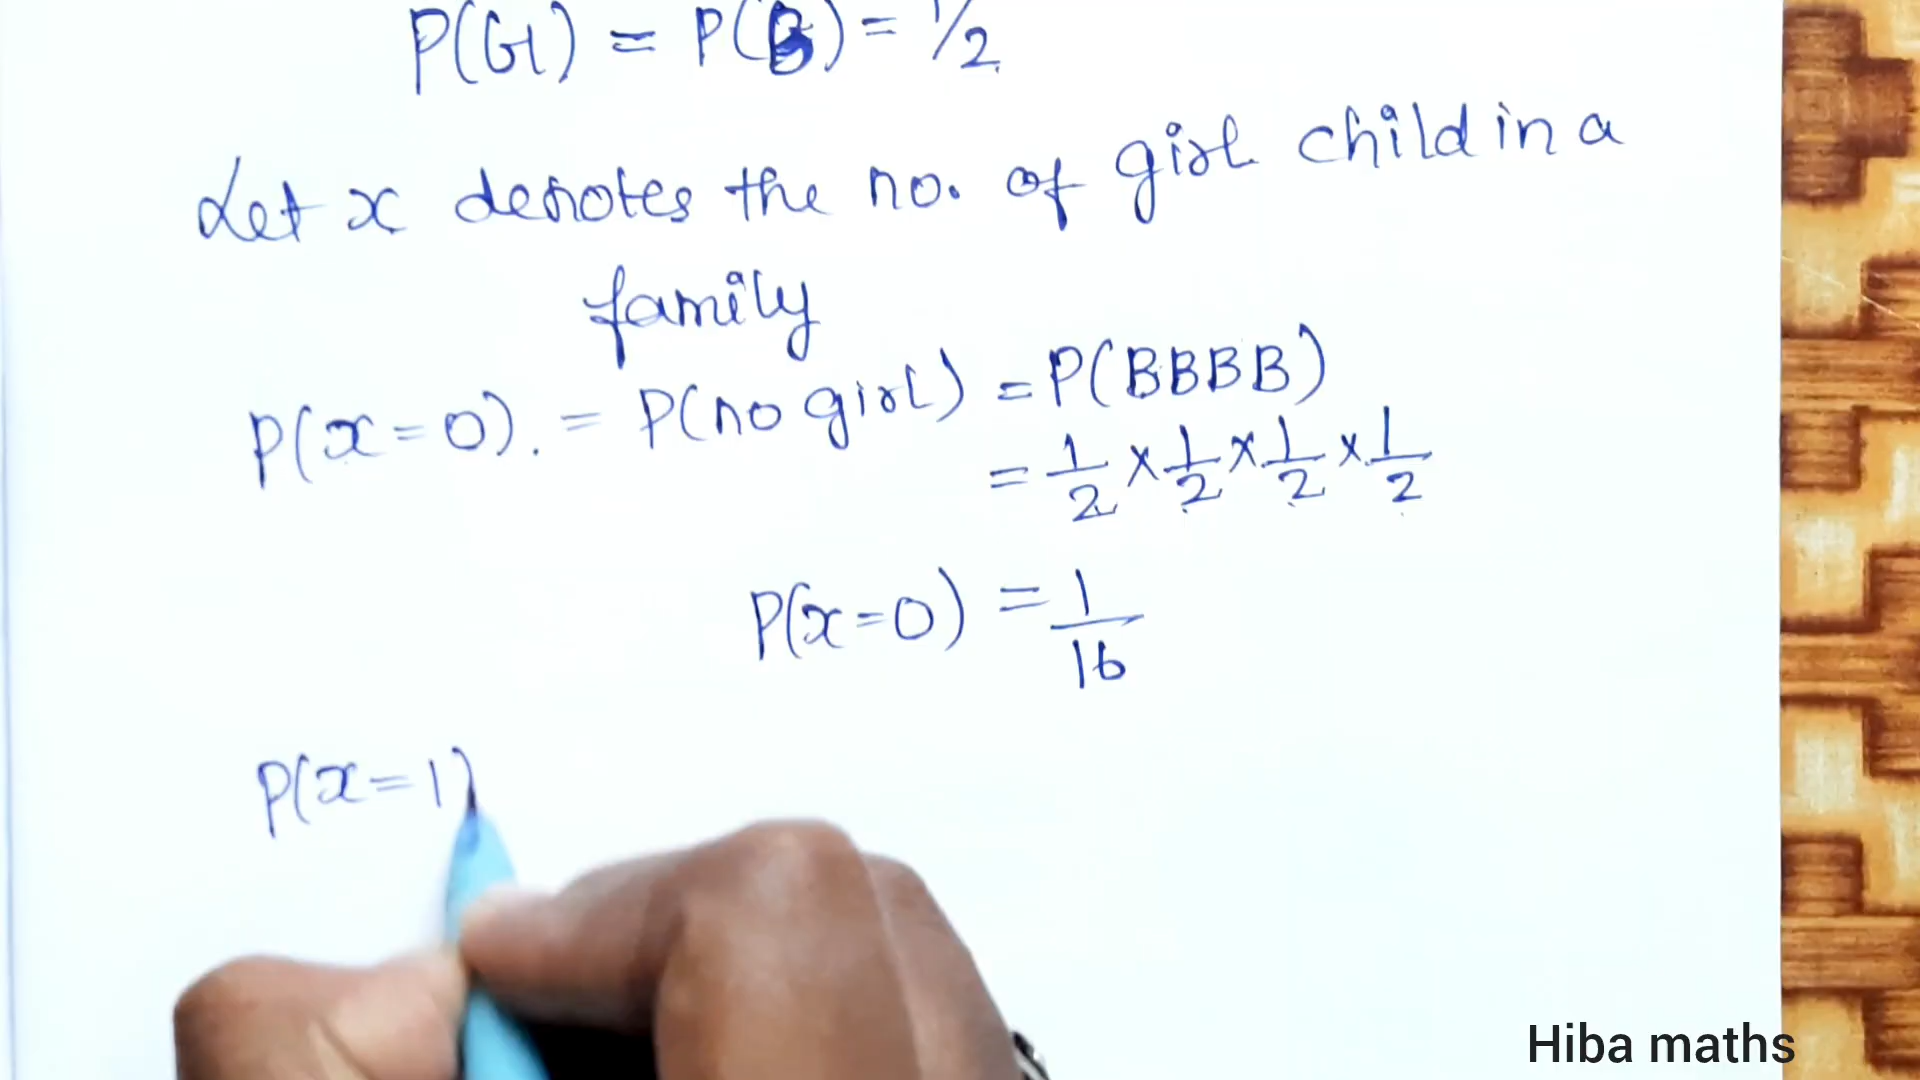 P(G) = P(B) = 1/2
Let x denotes the no. of girl child in a
family
P(x=0). = P(no girl) = P(BBBB)
= 1/2 × 1/2 × 1/2 × 1/2
P(x=0) = 1/16
P(x=1)
Hiba maths